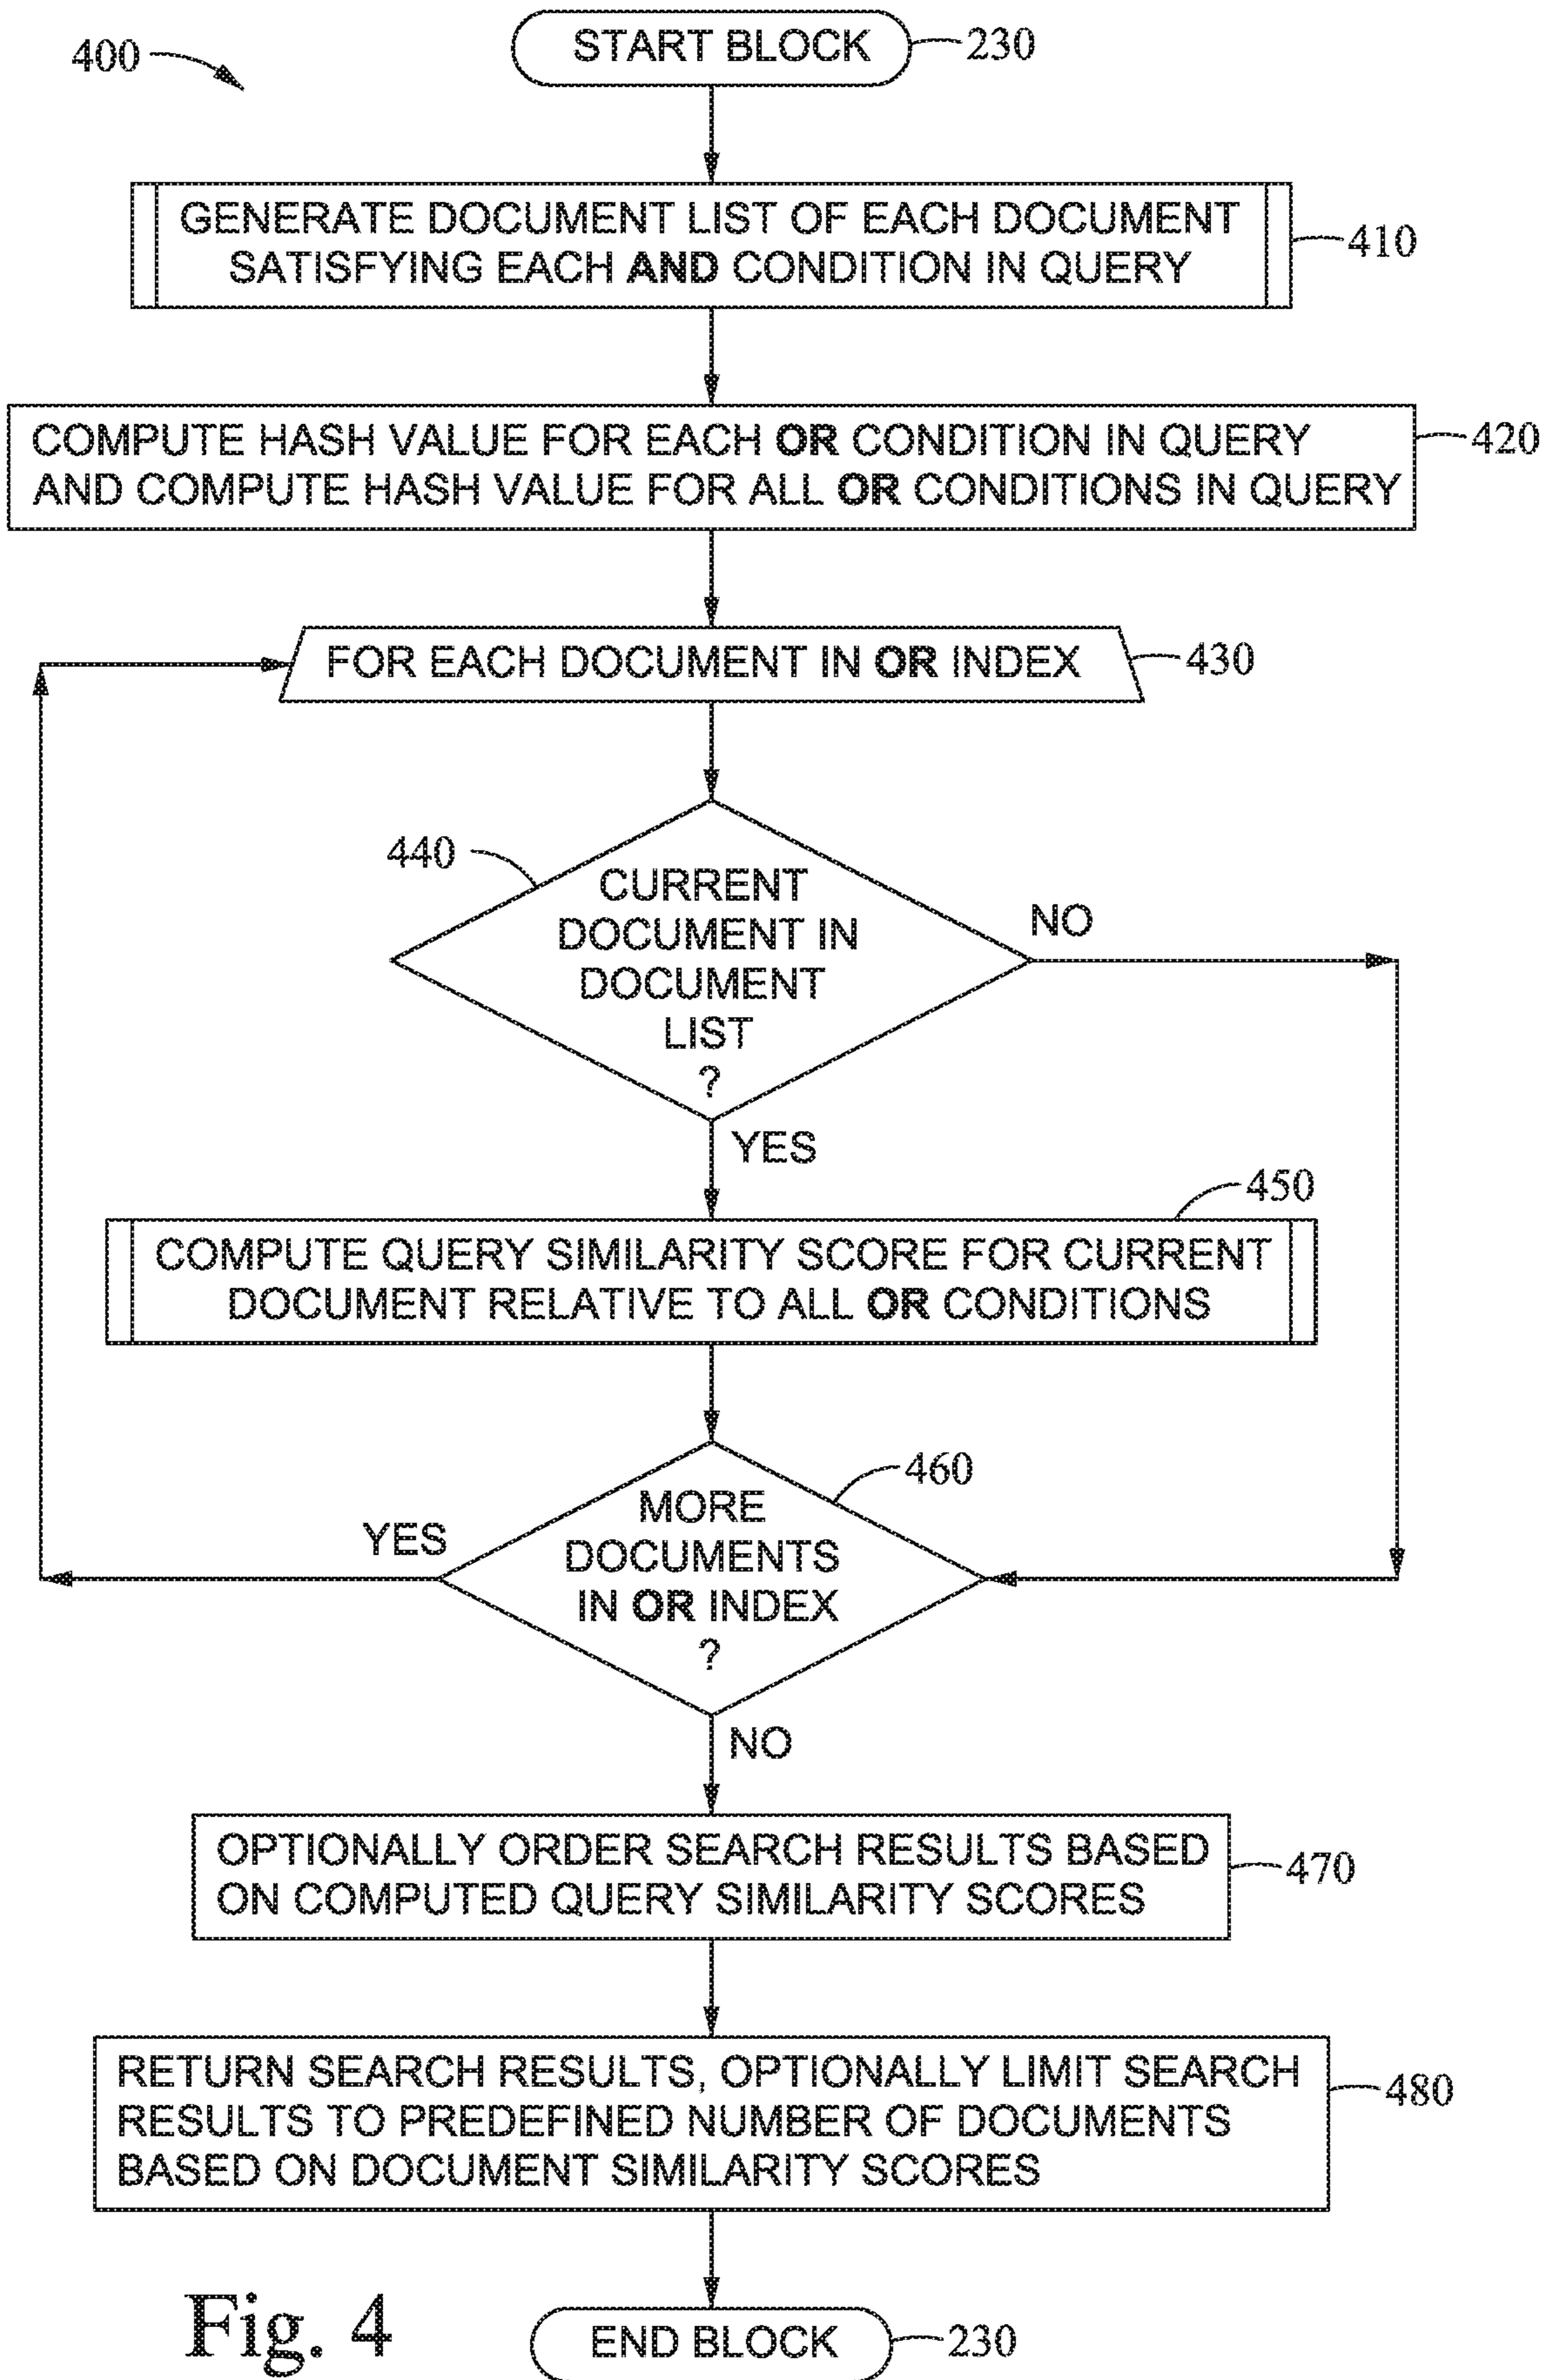 400
START BLOCK
230
GENERATE DOCUMENT LIST OF EACH DOCUMENT
SATISFYING EACH AND CONDITION IN QUERY
410
COMPUTE HASH VALUE FOR EACH OR CONDITION IN QUERY
AND COMPUTE HASH VALUE FOR ALL OR CONDITIONS IN QUERY
420
FOR EACH DOCUMENT IN OR INDEX
430
440
CURRENT
DOCUMENT IN
DOCUMENT
LIST
?
NO
YES
450
COMPUTE QUERY SIMILARITY SCORE FOR CURRENT
DOCUMENT RELATIVE TO ALL OR CONDITIONS
460
MORE
DOCUMENTS
IN OR INDEX
?
YES
NO
OPTIONALLY ORDER SEARCH RESULTS BASED
ON COMPUTED QUERY SIMILARITY SCORES
470
RETURN SEARCH RESULTS, OPTIONALLY LIMIT SEARCH
RESULTS TO PREDEFINED NUMBER OF DOCUMENTS
BASED ON DOCUMENT SIMILARITY SCORES
480
END BLOCK
230
Fig. 4